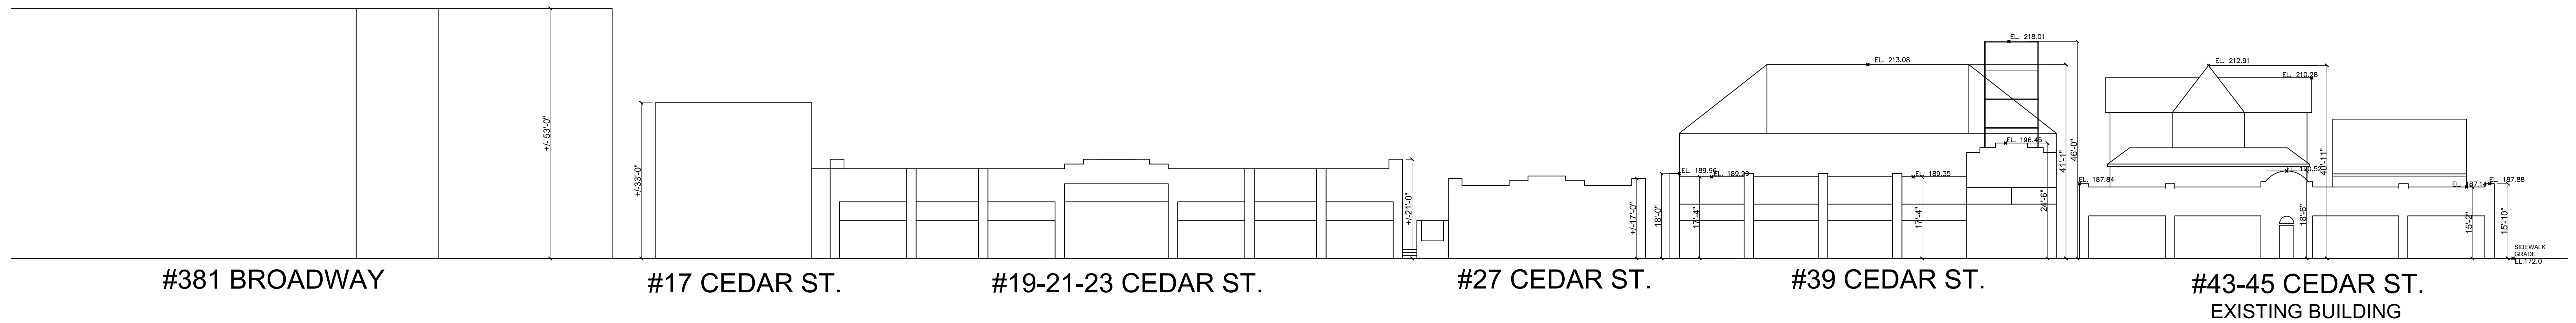 +/- 53'-0"
+/-33'-0"
+/-21'-0"
+/-17'-0"
18'-0"
EL. 189.96
EL. 189.29
17'-4"
EL. 213.08
EL. 189.35
17'-4"
EL. 218.01
EL. 196.45
24'-6"
41'-1"
46'-0"
EL. 187.84
EL. 212.91
EL. 210.28
EL. 190.52
18'-6"
40'-11"
EL. 187.14
EL. 187.88
15'-2"
15'-10"
SIDEWALK
GRADE
EL.172.0
#381 BROADWAY
#17 CEDAR ST.
#19-21-23 CEDAR ST.
#27 CEDAR ST.
#39 CEDAR ST.
#43-45 CEDAR ST.
EXISTING BUILDING